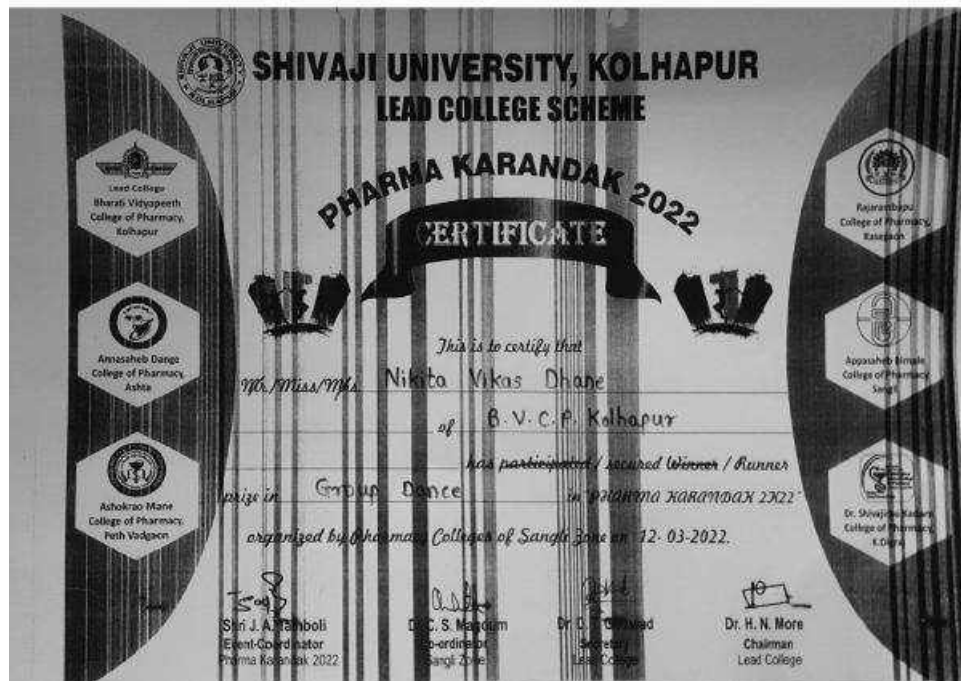 SHIVAJI UNIVERSITY, KOLHAPUR
LEAD COLLEGE SCHEME
PHARMA KARANDAK 2022
CERTIFICATE
Lead College
Bharati Vidyapeeth
College of Pharmacy,
Kolhapur
Annasaheb Dange
College of Pharmacy,
Ashta
Ashokrao Mane
College of Pharmacy,
Peth Vadgaon
Rajarambapu
College of Pharmacy,
Kasegaon
Appasaheb Birnale
College of Pharmacy
Sangli
Dr. Shivajirao Kadam
College of Pharmacy,
K.Digraj
This is to certify that
Mr./Miss/Mrs. Nikita Vikas Dhane
of B.V.C.P. Kolhapur
has participated / secured Winner / Runner
prize in Group Dance in "PHARMA KARANDAK 2K22"
organized by Pharmacy Colleges of Sangli Zone on 12-03-2022.
Shri J. A. Tamboli
Event-Coordinator
Pharma Karandak 2022
Dr. C. S. Magdum
Co-ordinator
Sangli Zone
Dr. D. T. Gaikwad
Secretary
Lead College
Dr. H. N. More
Chairman
Lead College